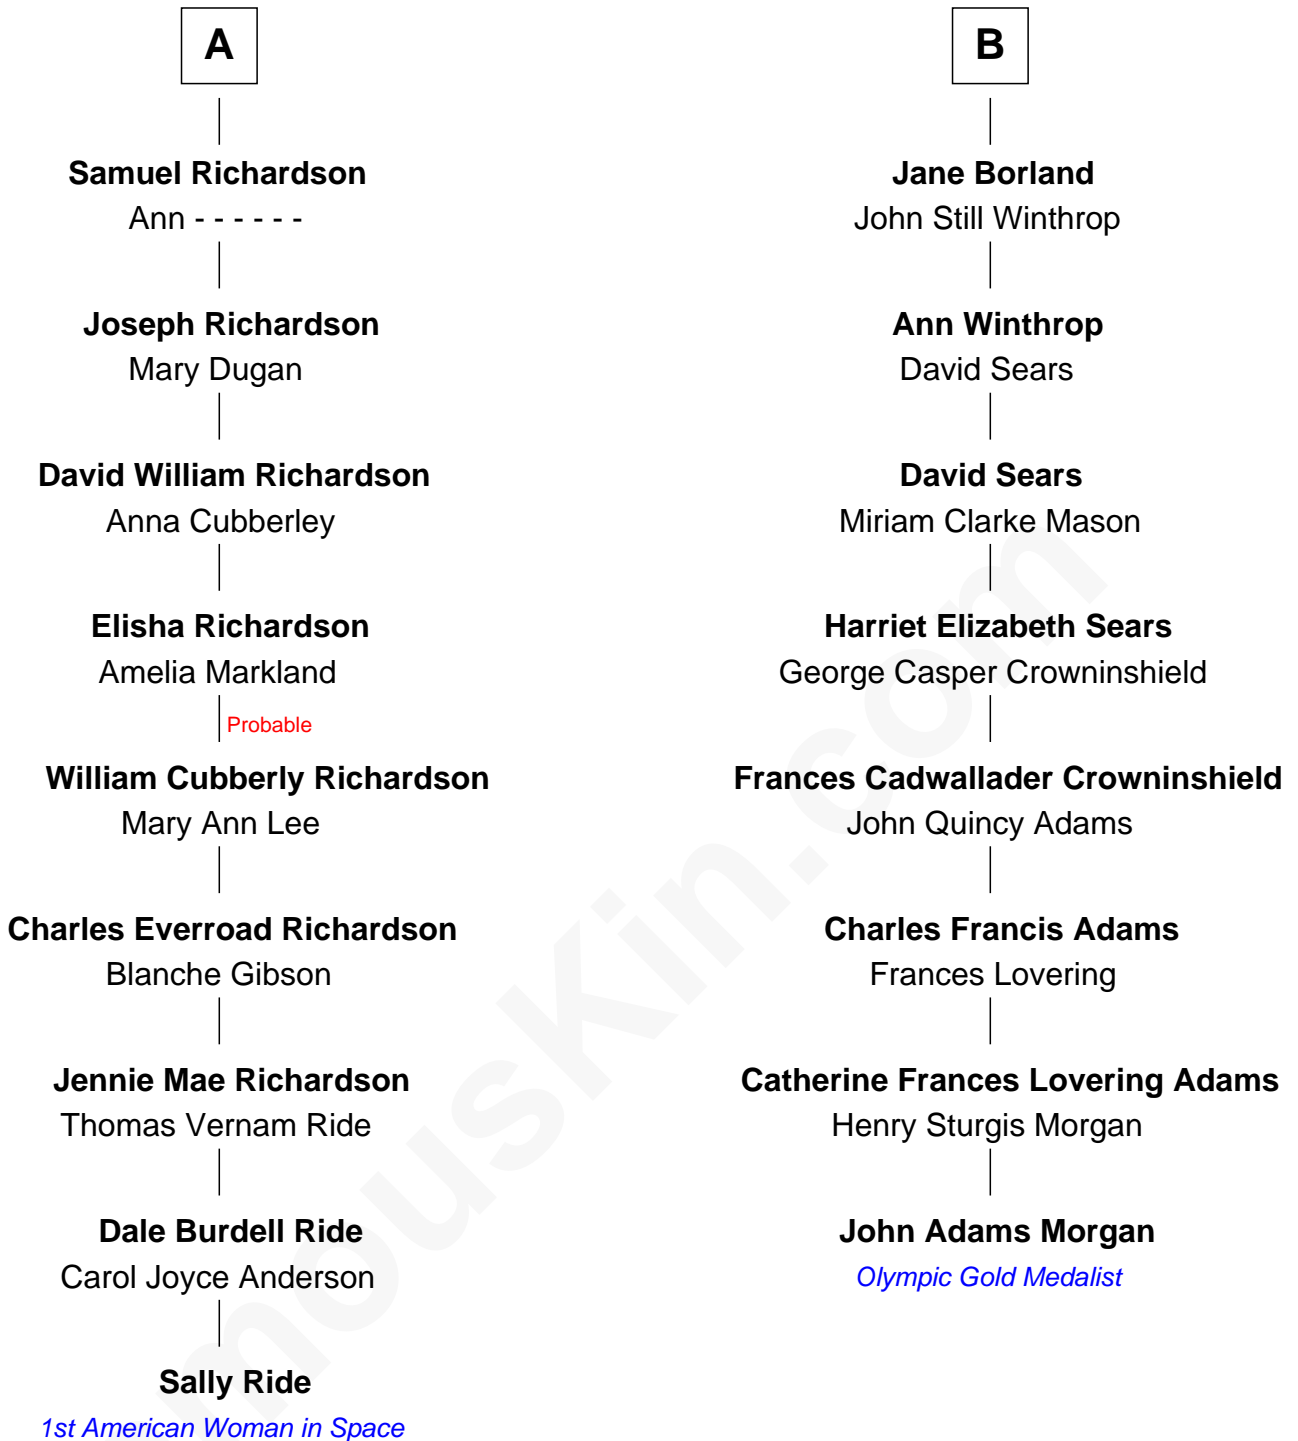 A
Samuel Richardson
Ann - - - - - -
Joseph Richardson
Mary Dugan
David William Richardson
Anna Cubberley
Elisha Richardson
Amelia Markland
Probable
William Cubberly Richardson
Mary Ann Lee
Charles Everroad Richardson
Blanche Gibson
Jennie Mae Richardson
Thomas Vernam Ride
Dale Burdell Ride
Carol Joyce Anderson
Sally Ride
1st American Woman in Space
B
Jane Borland
John Still Winthrop
Ann Winthrop
David Sears
David Sears
Miriam Clarke Mason
Harriet Elizabeth Sears
George Casper Crowninshield
Frances Cadwallader Crowninshield
John Quincy Adams
Charles Francis Adams
Frances Lovering
Catherine Frances Lovering Adams
Henry Sturgis Morgan
John Adams Morgan
Olympic Gold Medalist
mousKin.com